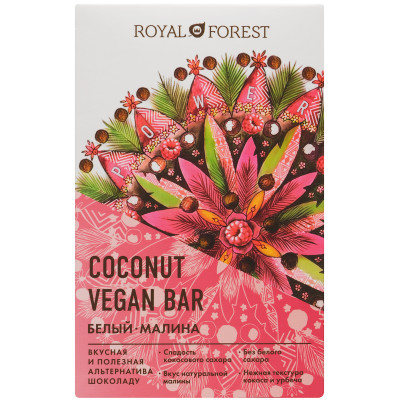 ROYAL FOREST
POWER
COCONUT
VEGAN BAR
БЕЛЫЙ · МАЛИНА
ВКУСНАЯ
И ПОЛЕЗНАЯ
АЛЬТЕРНАТИВА
ШОКОЛАДУ
• Сладость
кокосового сахара
• Вкус натуральной
малины
• Без белого
сахара
• Нежная текстура
кокоса и урбеча